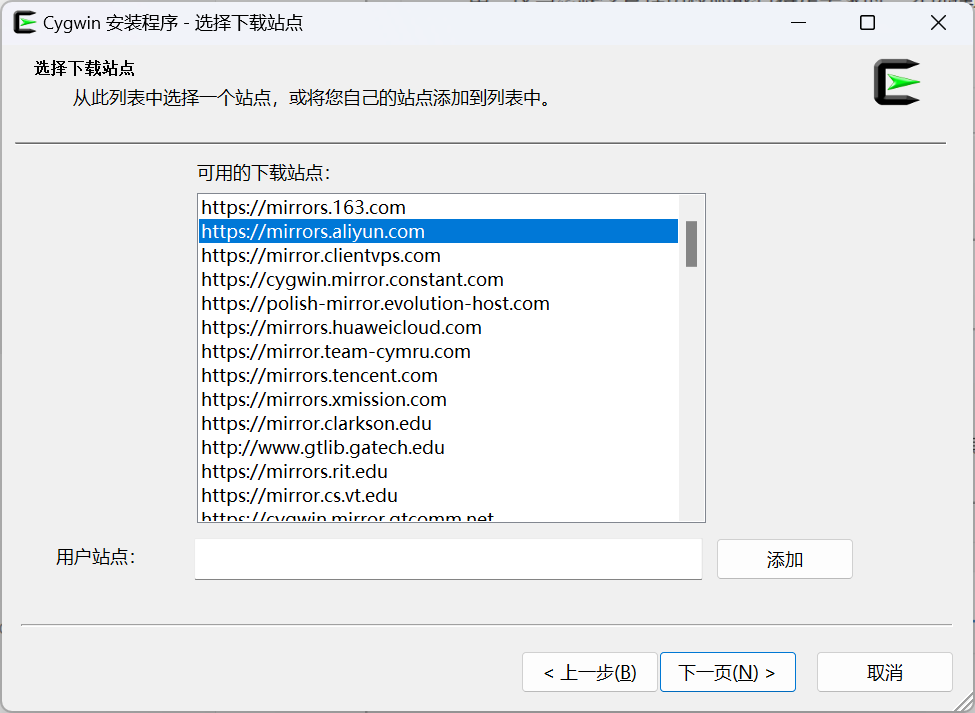 Cygwin 安装程序 - 选择下载站点
选择下载站点
从此列表中选择一个站点，或将您自己的站点添加到列表中。
可用的下载站点：
https://mirrors.163.com
https://mirrors.aliyun.com
https://mirror.clientvps.com
https://cygwin.mirror.constant.com
https://polish-mirror.evolution-host.com
https://mirrors.huaweicloud.com
https://mirror.team-cymru.com
https://mirrors.tencent.com
https://mirrors.xmission.com
https://mirror.clarkson.edu
http://www.gtlib.gatech.edu
https://mirrors.rit.edu
https://mirror.cs.vt.edu
https://cygwin.mirror.gtcomm.net
用户站点：
添加
< 上一步(B)
下一页(N) >
取消